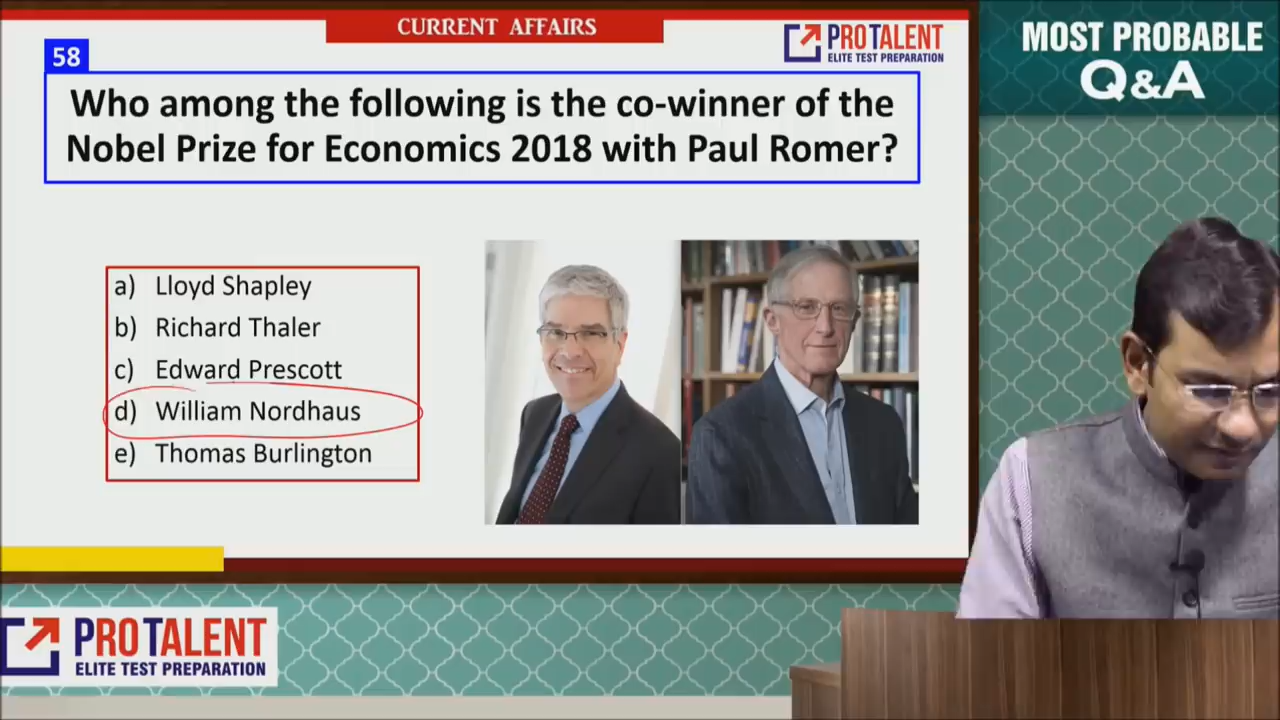 CURRENT AFFAIRS
PROTALENT
ELITE TEST PREPARATION
MOST PROBABLE
Q&A
58
Who among the following is the co-winner of the
Nobel Prize for Economics 2018 with Paul Romer?
a) Lloyd Shapley
b) Richard Thaler
c) Edward Prescott
d) William Nordhaus
e) Thomas Burlington
PROTALENT
ELITE TEST PREPARATION